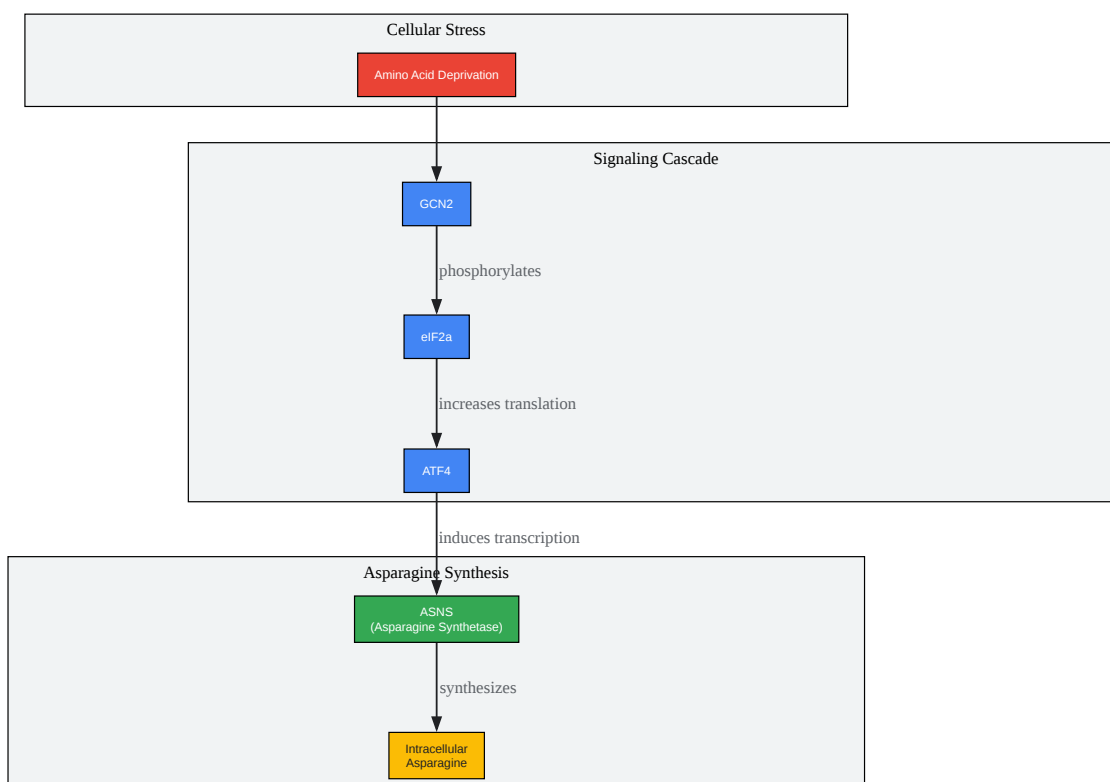 Cellular Stress
Amino Acid Deprivation
Signaling Cascade
GCN2
phosphorylates
eIF2a
increases translation
ATF4
induces transcription
Asparagine Synthesis
ASNS
(Asparagine Synthetase)
synthesizes
Intracellular
Asparagine